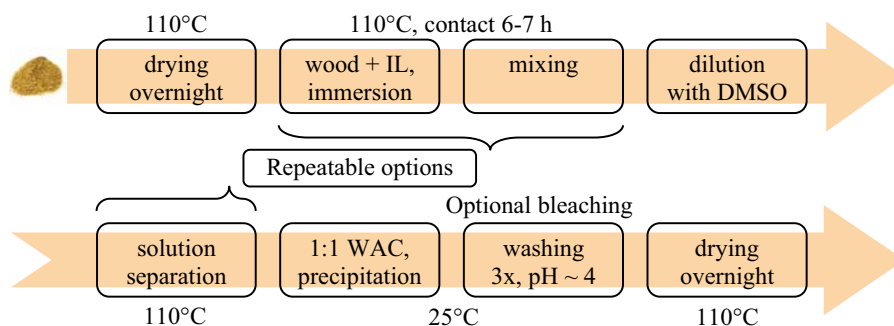 110°C
110°C, contact 6-7 h
drying
overnight
wood + IL,
immersion
mixing
dilution
with DMSO
Repeatable options
Optional bleaching
solution
separation
1:1 WAC,
precipitation
washing
3x, pH ~ 4
drying
overnight
110°C
25°C
110°C